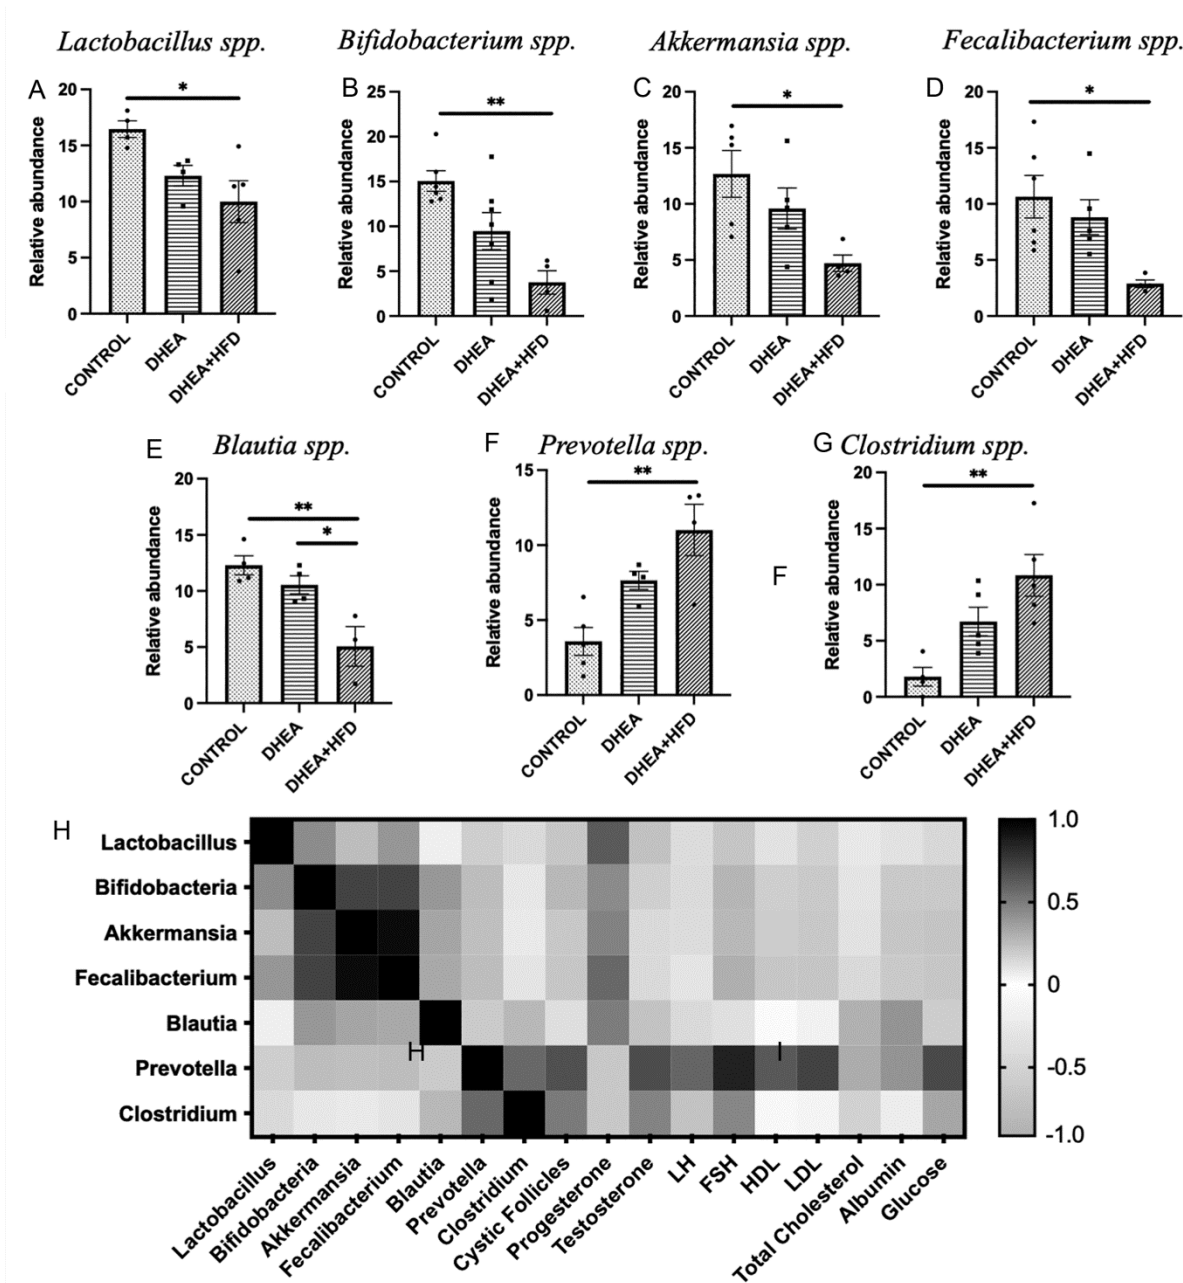 Lactobacillus spp.
Bifidobacterium spp.
Akkermansia spp.
Fecalibacterium spp.
A
Relative abundance
20
15
10
5
0
*
CONTROL
DHEA
DHEA+HFD
B
Relative abundance
25
20
15
10
5
0
**
CONTROL
DHEA
DHEA+HFD
C
Relative abundance
20
15
10
5
0
*
CONTROL
DHEA
DHEA+HFD
D
Relative abundance
20
15
10
5
0
*
CONTROL
DHEA
DHEA+HFD
E
Blautia spp.
Relative abundance
20
15
10
5
0
**
*
CONTROL
DHEA
DHEA+HFD
F
Prevotella spp.
Relative abundance
15
10
5
0
**
CONTROL
DHEA
DHEA+HFD
G
Clostridium spp.
F
Relative abundance
20
15
10
5
0
**
CONTROL
DHEA
DHEA+HFD
H
Lactobacillus
Bifidobacteria
Akkermansia
Fecalibacterium
Blautia
Prevotella
Clostridium
H
I
Lactobacillus
Bifidobacteria
Akkermansia
Fecalibacterium
Blautia
Prevotella
Clostridium
Cystic Follicles
Progesterone
Testosterone
LH
FSH
HDL
LDL
Total Cholesterol
Albumin
Glucose
1.0
0.5
0
-0.5
-1.0